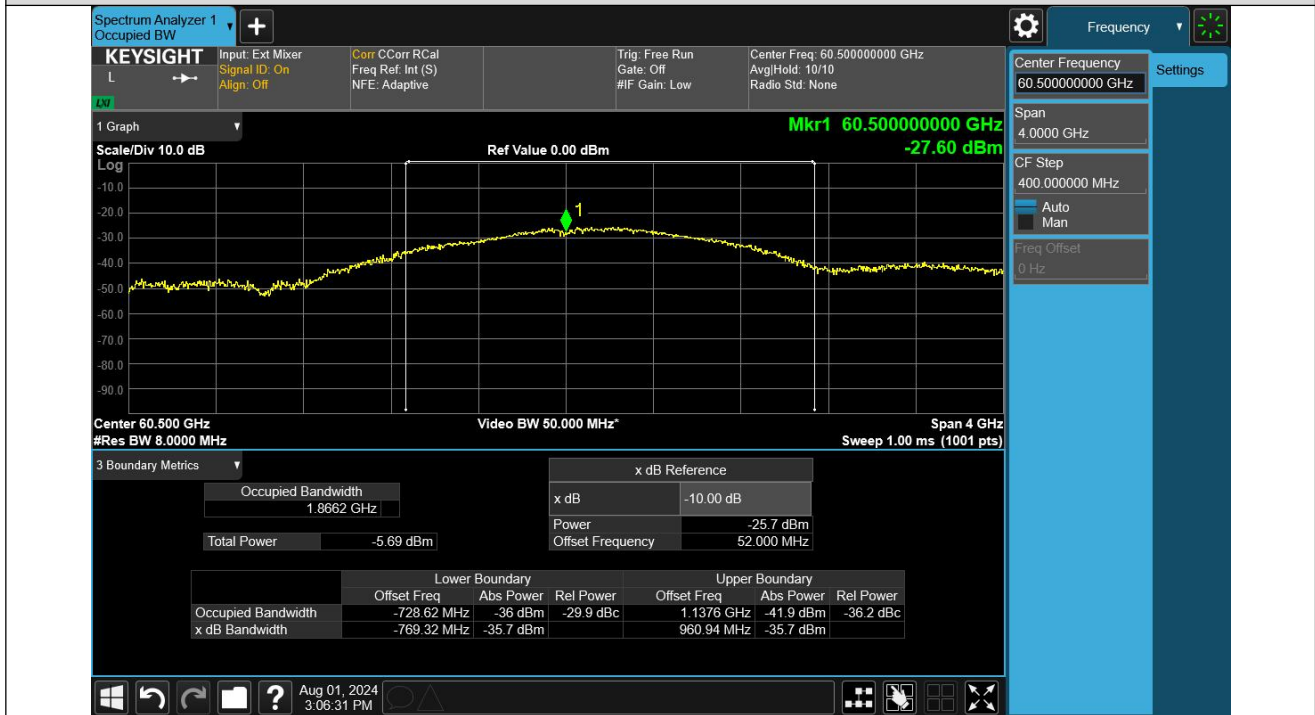 Spectrum Analyzer 1
Occupied BW
+
Frequency
KEYSIGHT
L
LXI
Input: Ext Mixer
Signal ID: On
Align: Off
Corr CCorr RCal
Freq Ref: Int (S)
NFE: Adaptive
Trig: Free Run
Gate: Off
#IF Gain: Low
Center Freq: 60.500000000 GHz
Avg|Hold: 10/10
Radio Std: None
Center Frequency
60.500000000 GHz
Settings
Span
4.0000 GHz
CF Step
400.000000 MHz
Auto
Man
Freq Offset
0 Hz
1 Graph
Mkr1 60.500000000 GHz
-27.60 dBm
Scale/Div 10.0 dB
Ref Value 0.00 dBm
Log
-10.0
-20.0
-30.0
-40.0
-50.0
-60.0
-70.0
-80.0
-90.0
1
Center 60.500 GHz
Video BW 50.000 MHz*
Span 4 GHz
#Res BW 8.0000 MHz
Sweep 1.00 ms (1001 pts)
3 Boundary Metrics
Occupied Bandwidth
1.8662 GHz
Total Power -5.69 dBm
x dB Reference
x dB -10.00 dB
Power -25.7 dBm
Offset Frequency 52.000 MHz
Lower Boundary Upper Boundary
Offset Freq Abs Power Rel Power Offset Freq Abs Power Rel Power
Occupied Bandwidth -728.62 MHz -36 dBm -29.9 dBc 1.1376 GHz -41.9 dBm -36.2 dBc
x dB Bandwidth -769.32 MHz -35.7 dBm 960.94 MHz -35.7 dBm
?
Aug 01, 2024
3:06:31 PM